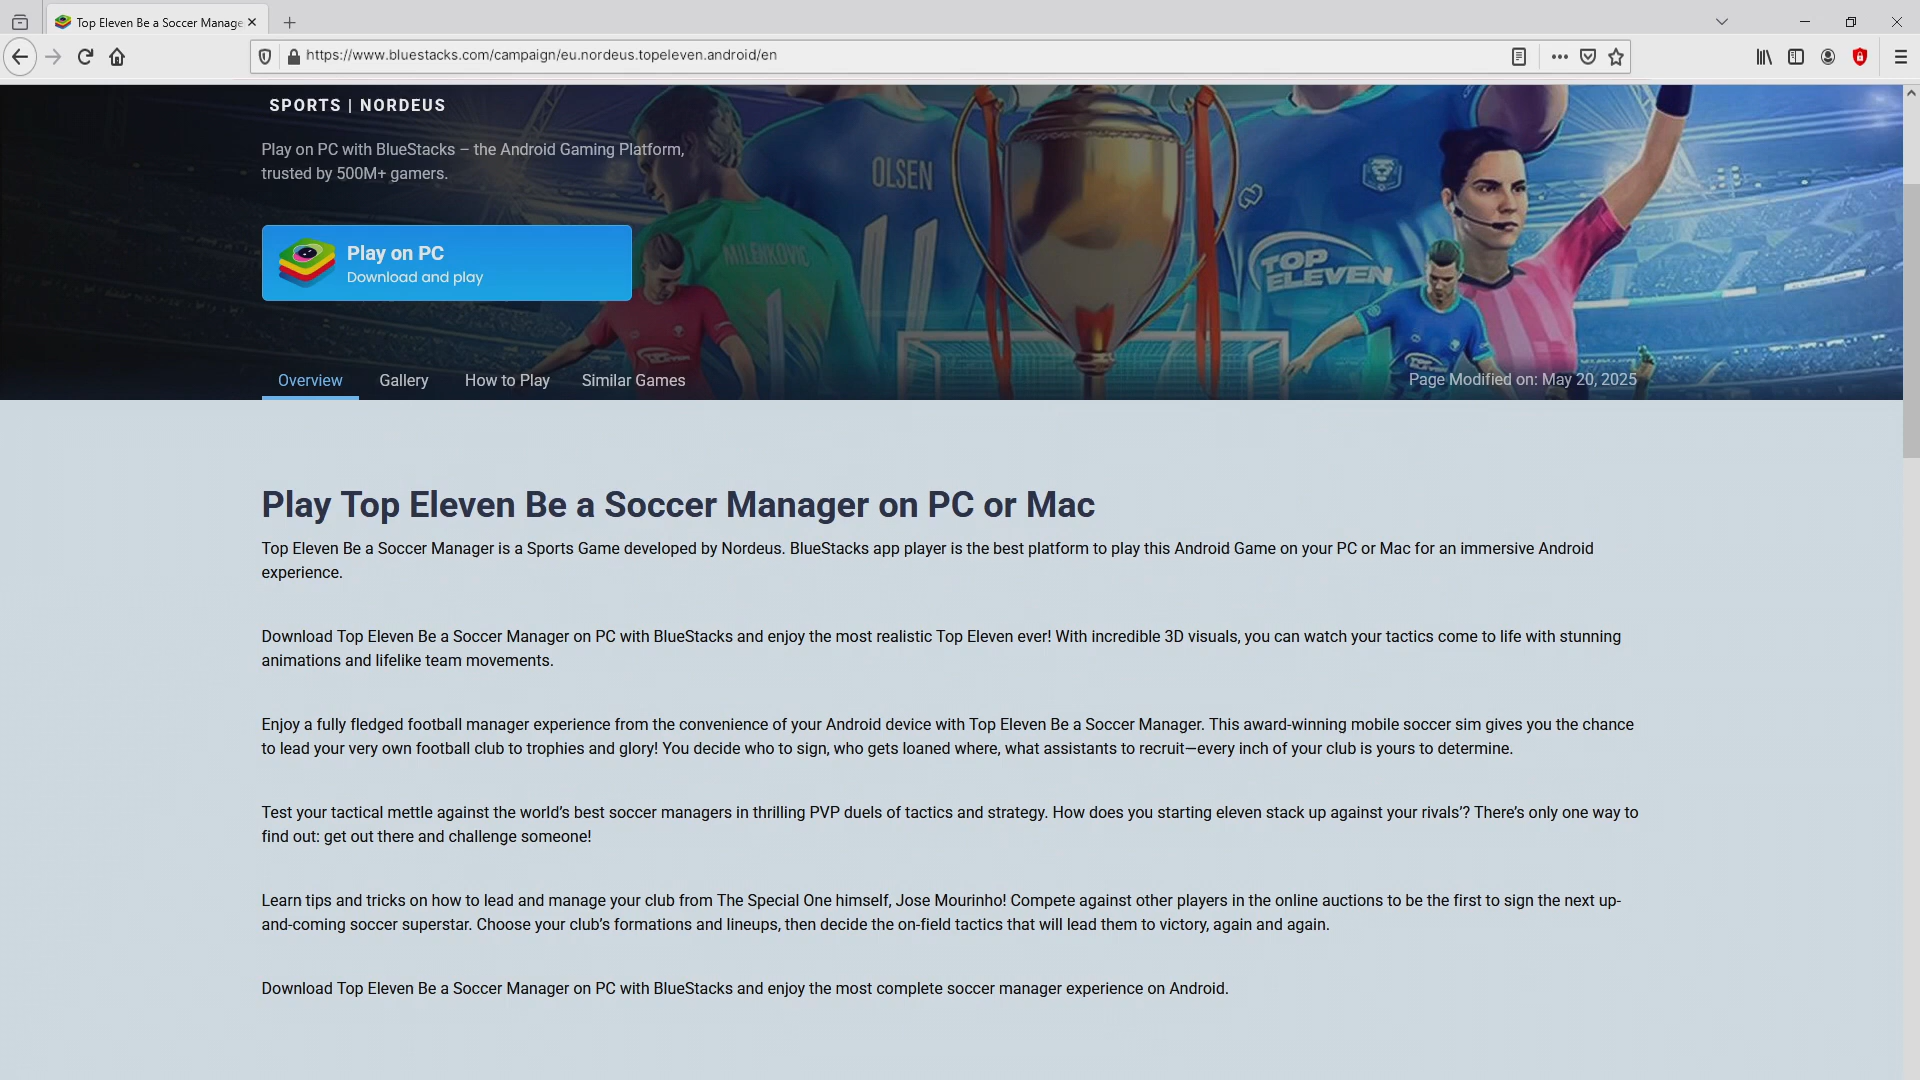 Top Eleven Be a Soccer Manage
https://www.bluestacks.com/campaign/eu.nordeus.topeleven.android/en
SPORTS | NORDEUS
Play on PC with BlueStacks – the Android Gaming Platform,
trusted by 500M+ gamers.
OLSEN
11
MILENKOVIC
TOP
ELEVEN
Play on PC
Download and play
Overview
Gallery
How to Play
Similar Games
Page Modified on: May 20, 2025
Play Top Eleven Be a Soccer Manager on PC or Mac
Top Eleven Be a Soccer Manager is a Sports Game developed by Nordeus. BlueStacks app player is the best platform to play this Android Game on your PC or Mac for an immersive Android
experience.
Download Top Eleven Be a Soccer Manager on PC with BlueStacks and enjoy the most realistic Top Eleven ever! With incredible 3D visuals, you can watch your tactics come to life with stunning
animations and lifelike team movements.
Enjoy a fully fledged football manager experience from the convenience of your Android device with Top Eleven Be a Soccer Manager. This award-winning mobile soccer sim gives you the chance
to lead your very own football club to trophies and glory! You decide who to sign, who gets loaned where, what assistants to recruit—every inch of your club is yours to determine.
Test your tactical mettle against the world’s best soccer managers in thrilling PVP duels of tactics and strategy. How does you starting eleven stack up against your rivals’? There’s only one way to
find out: get out there and challenge someone!
Learn tips and tricks on how to lead and manage your club from The Special One himself, Jose Mourinho! Compete against other players in the online auctions to be the first to sign the next up-
and-coming soccer superstar. Choose your club’s formations and lineups, then decide the on-field tactics that will lead them to victory, again and again.
Download Top Eleven Be a Soccer Manager on PC with BlueStacks and enjoy the most complete soccer manager experience on Android.